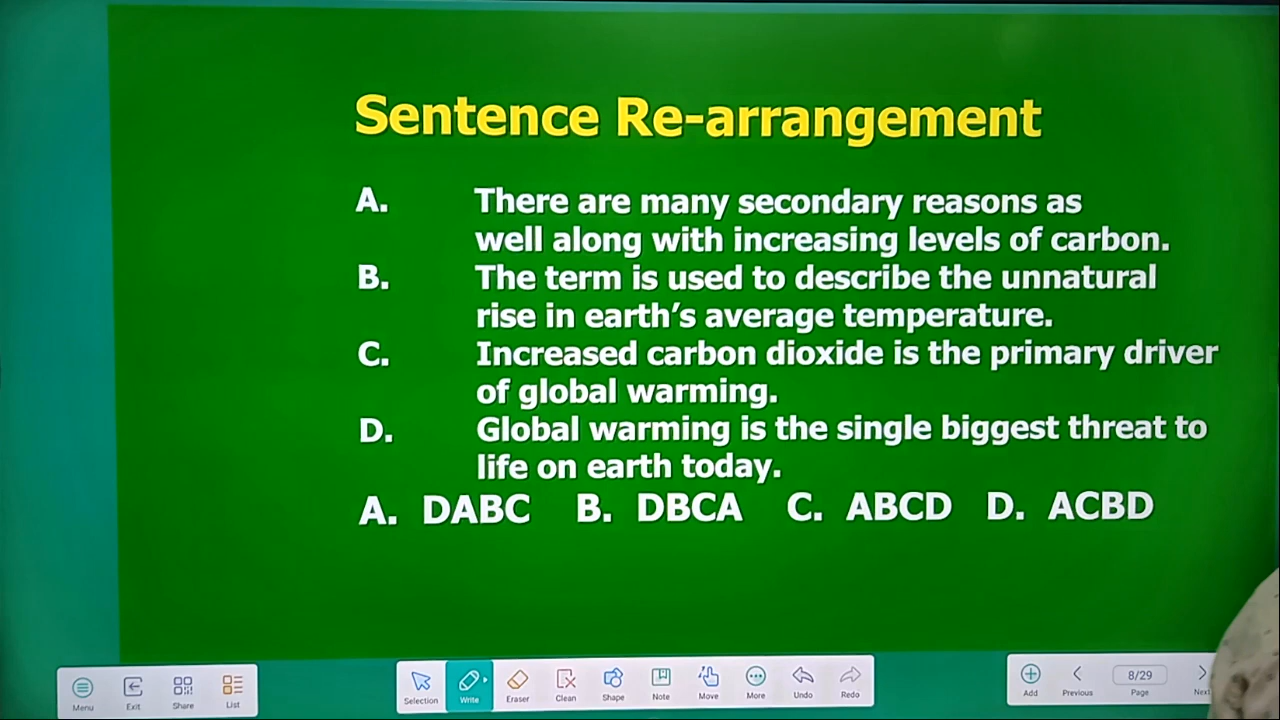 Sentence Re-arrangement
A. There are many secondary reasons as
well along with increasing levels of carbon.
B. The term is used to describe the unnatural
rise in earth's average temperature.
C. Increased carbon dioxide is the primary driver
of global warming.
D. Global warming is the single biggest threat to
life on earth today.
A. DABC B. DBCA C. ABCD D. ACBD
Menu Exit Share List Selection Write Eraser Clean Shape Note Move More Undo Redo Add Previous 8/29 Page Next